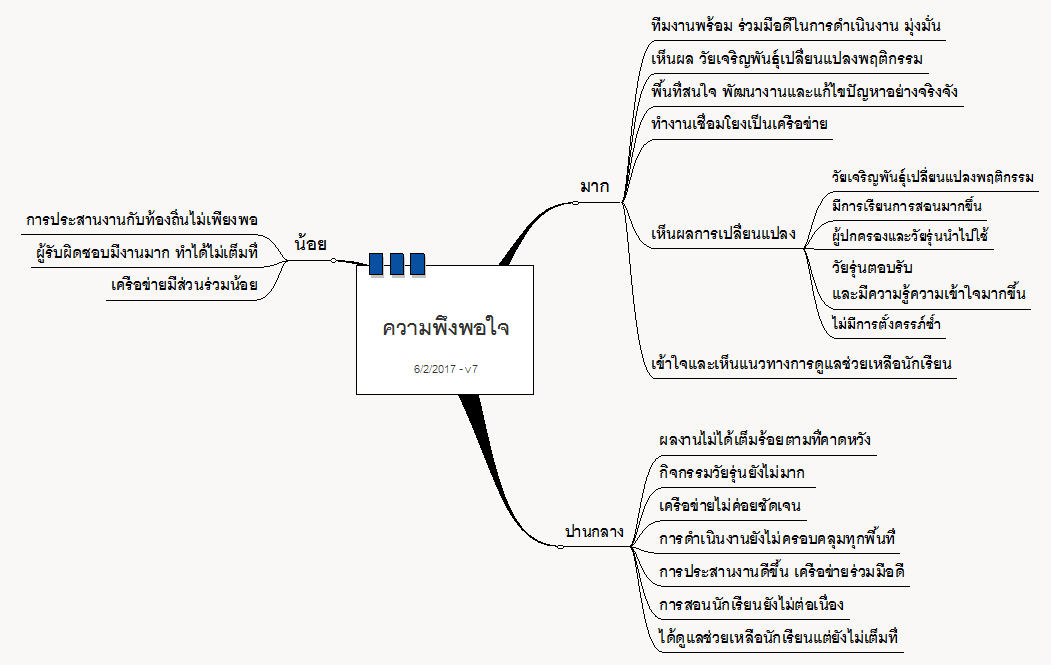 ความพึงพอใจ
6/2/2017 - v7
มาก
ทีมงานพร้อม ร่วมมือดีในการดำเนินงาน มุ่งมั่น
เห็นผล วัยเจริญพันธุ์เปลี่ยนแปลงพฤติกรรม
พื้นที่สนใจ พัฒนางานและแก้ไขปัญหาอย่างจริงจัง
ทำงานเชื่อมโยงเป็นเครือข่าย
เห็นผลการเปลี่ยนแปลง
วัยเจริญพันธุ์เปลี่ยนแปลงพฤติกรรม
มีการเรียนการสอนมากขึ้น
ผู้ปกครองและวัยรุ่นนำไปใช้
วัยรุ่นตอบรับ
และมีความรู้ความเข้าใจมากขึ้น
ไม่มีการตั้งครรภ์ซ้ำ
เข้าใจและเห็นแนวทางการดูแลช่วยเหลือนักเรียน
ปานกลาง
ผลงานไม่ได้เต็มร้อยตามที่คาดหวัง
กิจกรรมวัยรุ่นยังไม่มาก
เครือข่ายไม่ค่อยชัดเจน
การดำเนินงานยังไม่ครอบคลุมทุกพื้นที่
การประสานงานดีขึ้น เครือข่ายร่วมมือดี
การสอนนักเรียนยังไม่ต่อเนื่อง
ได้ดูแลช่วยเหลือนักเรียนแต่ยังไม่เต็มที่
น้อย
การประสานงานกับท้องถิ่นไม่เพียงพอ
ผู้รับผิดชอบมีงานมาก ทำได้ไม่เต็มที่
เครือข่ายมีส่วนร่วมน้อย